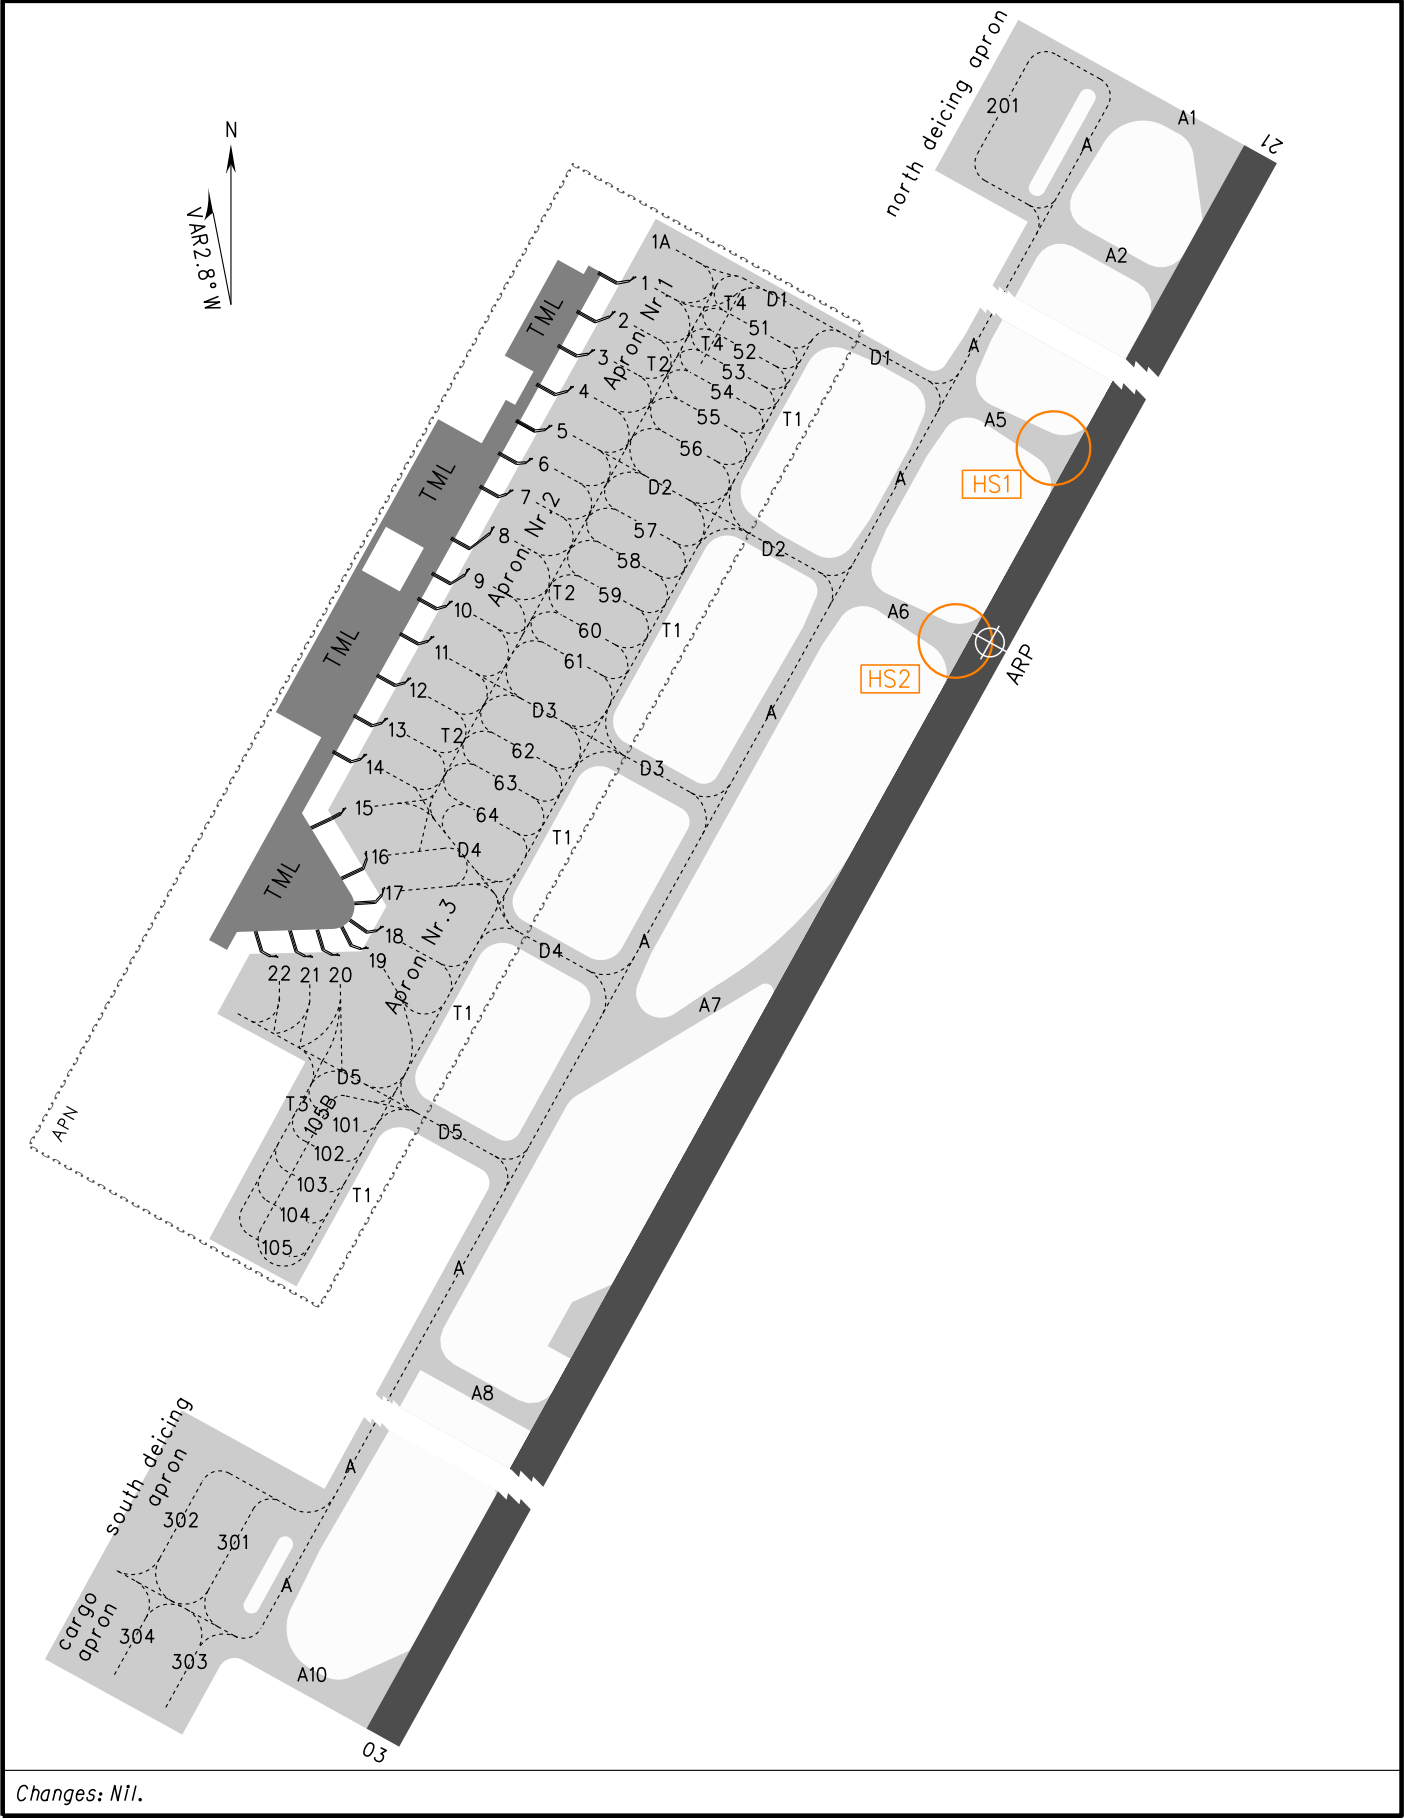 north deicing apron
201
A1
21
A
A2
N
VAR2.8°W
1A
1
T4
D1
51
2
T4
52
D1
A
Apron Nr.1
3
T2
53
4
54
TML
55
T1
A5
5
56
A
HS1
6
D2
TML
7
57
D2
8
Apron Nr.2
58
9
T2
59
A6
10
60
T1
ARP
TML
11
61
HS2
12
D3
A
13
T2
62
D3
14
63
15
64
T1
16
D4
TML
17
18
Apron Nr.3
A
19
D4
22
21
20
T1
A7
D5
T3
105B
101
D5
APN
102
103
T1
104
105
A
A8
south deicing
apron
A
302
301
A
cargo
apron
304
303
A10
03
Changes: Nil.